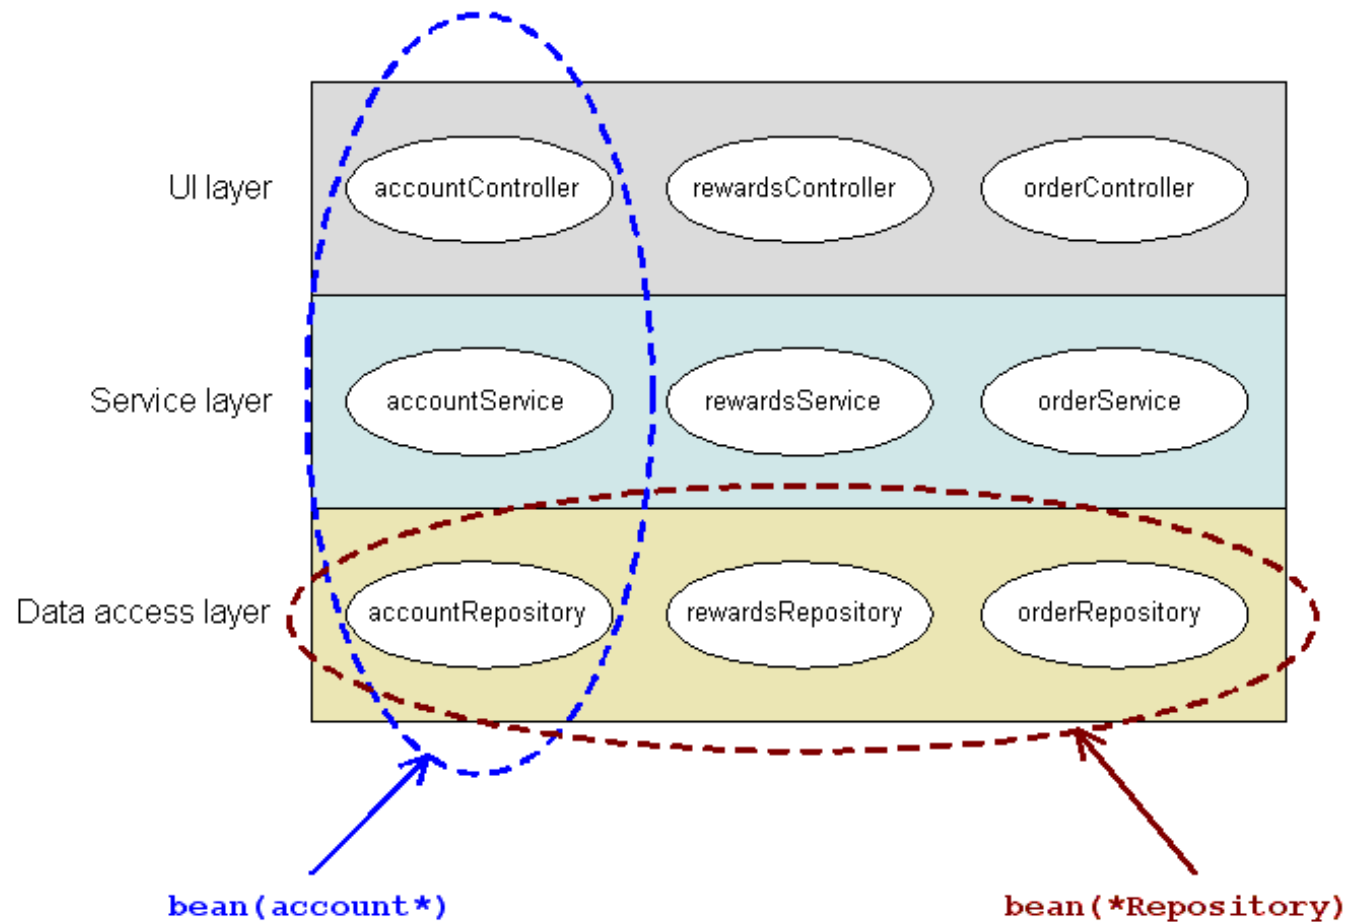 UI layer
accountController
rewardsController
orderController
Service layer
accountService
rewardsService
orderService
Data access layer
accountRepository
rewardsRepository
orderRepository
bean(account*)
bean(*Repository)